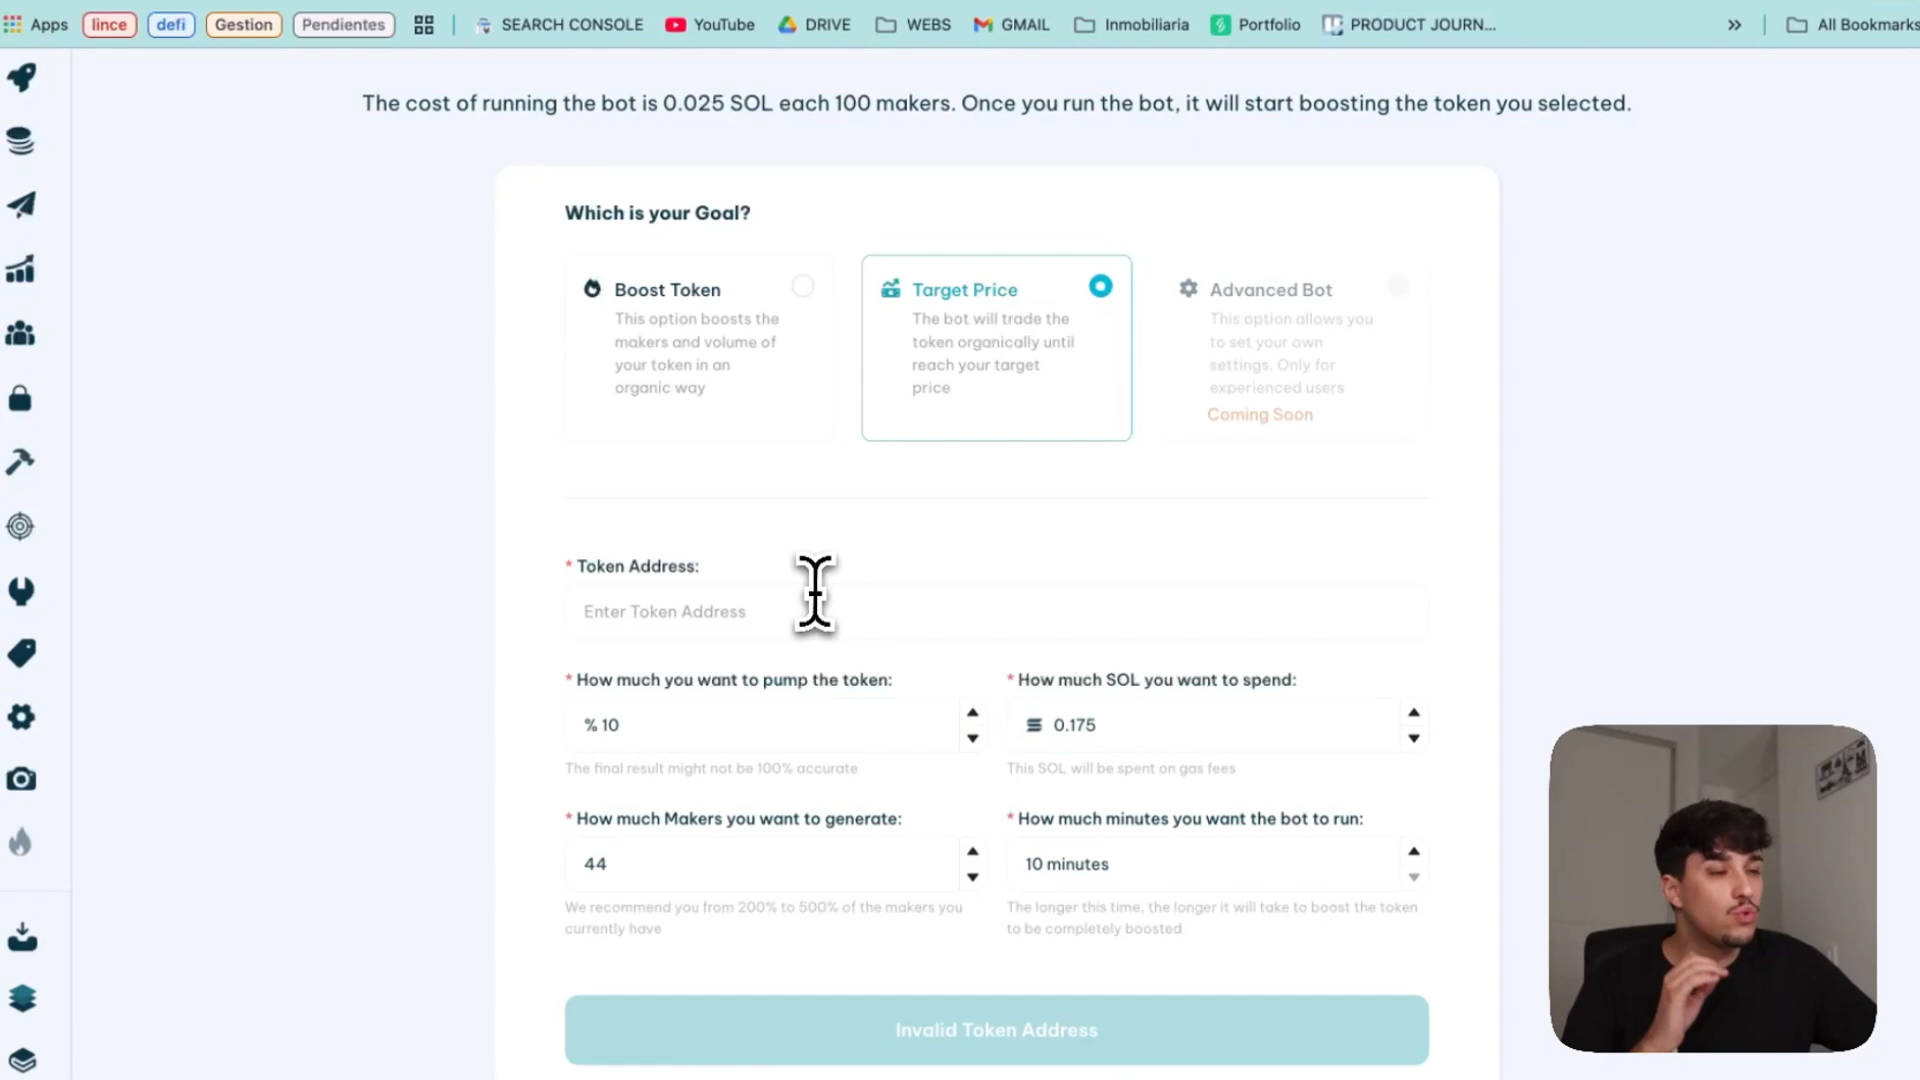 Apps lince defi Gestion Pendientes SEARCH CONSOLE YouTube DRIVE WEBS GMAIL Inmobiliaria Portfolio PRODUCT JOURN... » All Bookmarks
The cost of running the bot is 0.025 SOL each 100 makers. Once you run the bot, it will start boosting the token you selected.
Which is your Goal?
Boost Token
This option boosts the
makers and volume of
your token in an
organic way
Target Price
The bot will trade the
token organically until
reach your target
price
Advanced Bot
This option allows you
to set your own
settings. Only for
experienced users
Coming Soon
* Token Address:
Enter Token Address
* How much you want to pump the token:
% 10
The final result might not be 100% accurate
* How much SOL you want to spend:
0.175
This SOL will be spent on gas fees
* How much Makers you want to generate:
44
We recommend you from 200% to 500% of the makers you
currently have
* How much minutes you want the bot to run:
10 minutes
The longer this time, the longer it will take to boost the token
to be completely boosted
Invalid Token Address